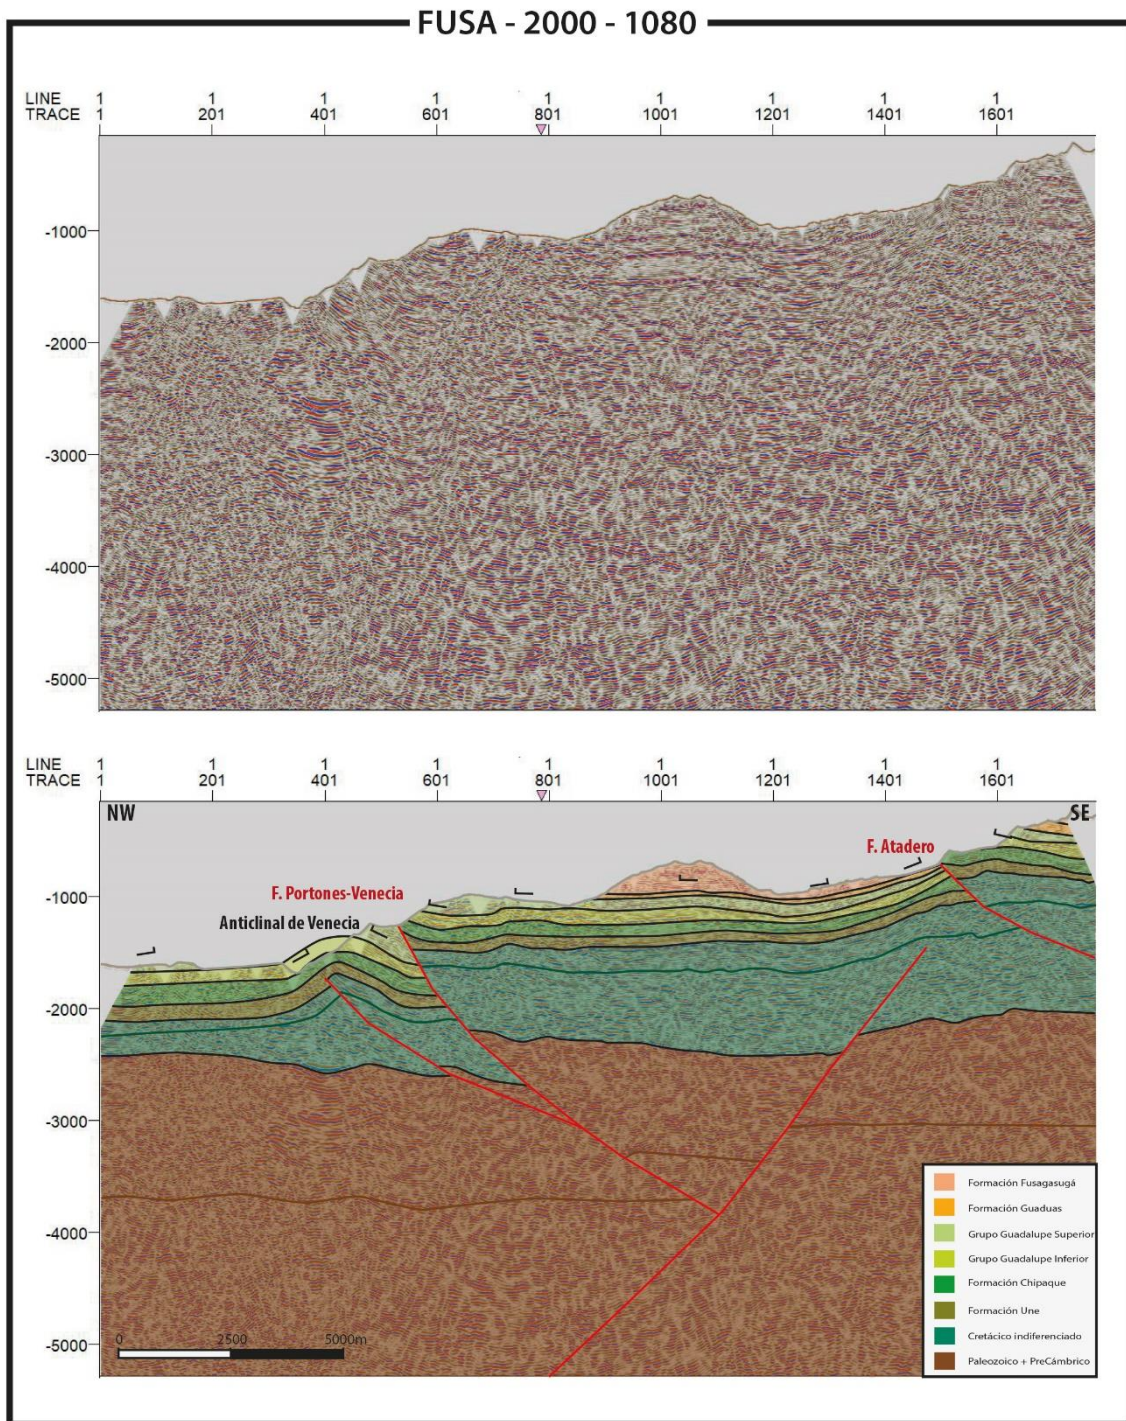 FUSA - 2000 - 1080
LINE 1 1 1 1 1 1 1 1 1
TRACE 1 201 401 601 801 1001 1201 1401 1601
-1000
-2000
-3000
-4000
-5000
LINE 1 1 1 1 1 1 1 1 1
TRACE 1 201 401 601 801 1001 1201 1401 1601
NW SE
F. Atadero
F. Portones-Venecia
-1000
Anticlinal de Venecia
-2000
-3000
-4000
-5000
0 2500 5000m
Formación Fusagasugá
Formación Guaduas
Grupo Guadalupe Superior
Grupo Guadalupe Inferior
Formación Chipaque
Formación Une
Cretácico indiferenciado
Paleozoico + PreCámbrico